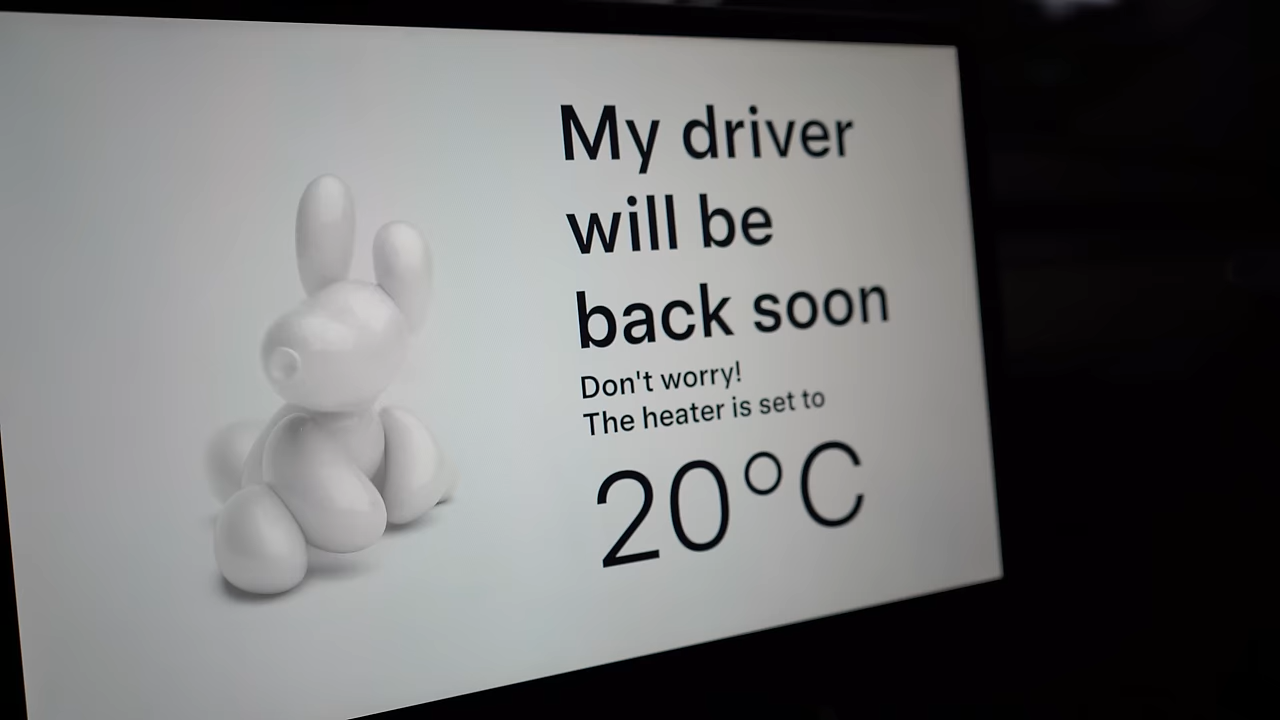 My driver
will be
back soon
Don't worry!
The heater is set to
20°C